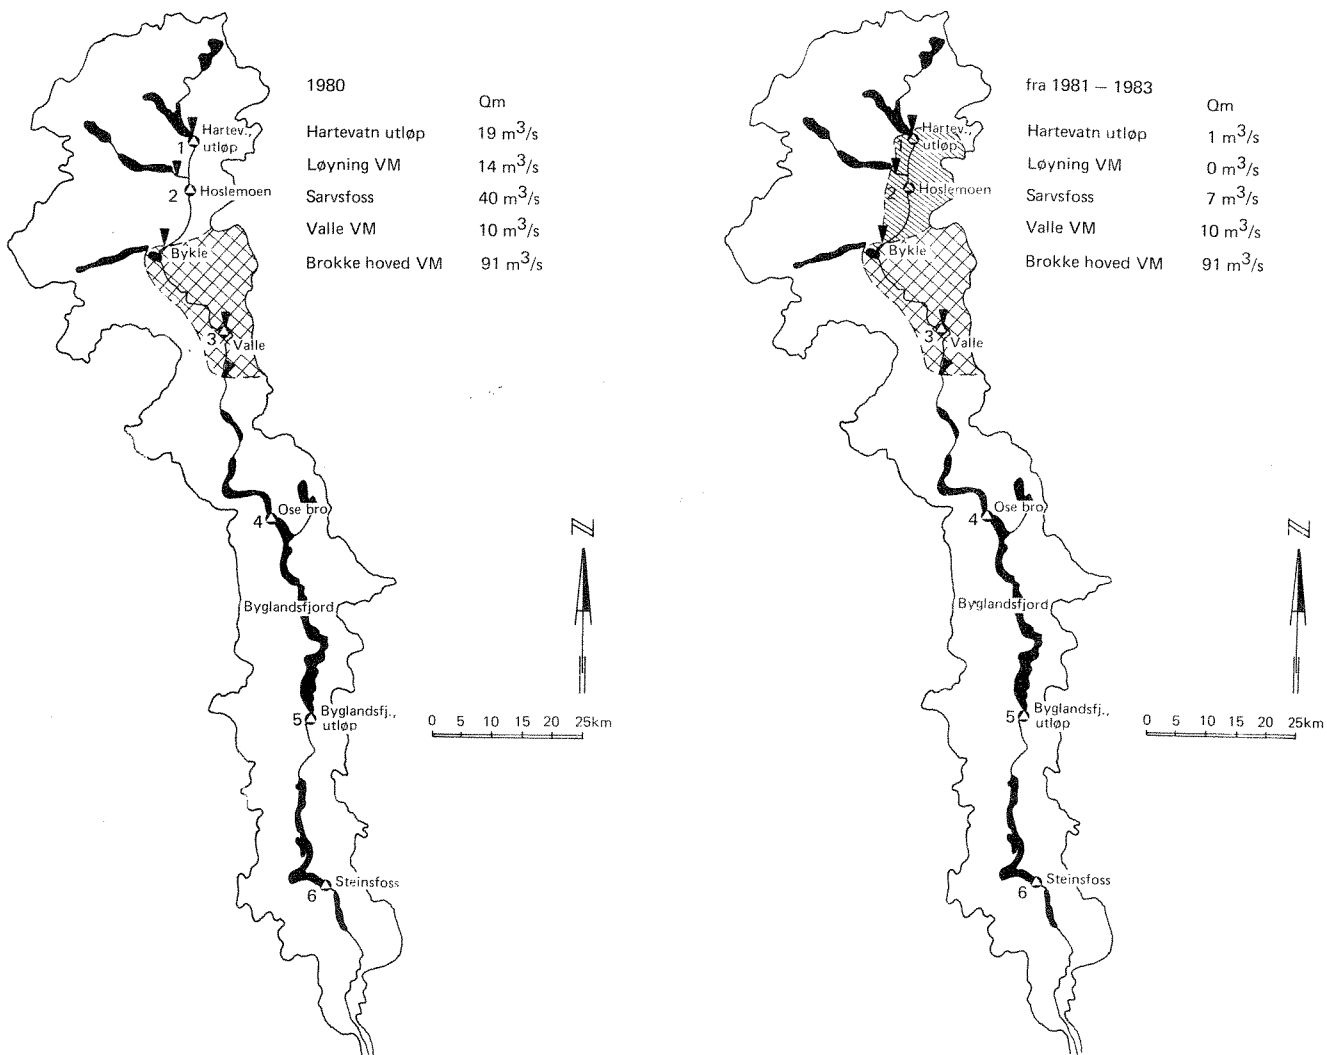 1980
Qm
Hartevatn utløp 19 m³/s
Løyning VM 14 m³/s
Sarvsfoss 40 m³/s
Valle VM 10 m³/s
Brokke hoved VM 91 m³/s
Hartev.,
1 utløp
2 Hoslemoen
Bykle
3 Valle
Ose bro
4
Byglandsfjord
5 Byglandsfj.,
utløp
6 Steinsfoss
N
0 5 10 15 20 25km
fra 1981 – 1983
Qm
Hartevatn utløp 1 m³/s
Løyning VM 0 m³/s
Sarvsfoss 7 m³/s
Valle VM 10 m³/s
Brokke hoved VM 91 m³/s
Hartev.,
1 utløp
2 Hoslemoen
Bykle
3 Valle
Ose bro
4
Byglandsfjord
5 Byglandsfj.,
utløp
6 Steinsfoss
N
0 5 10 15 20 25km